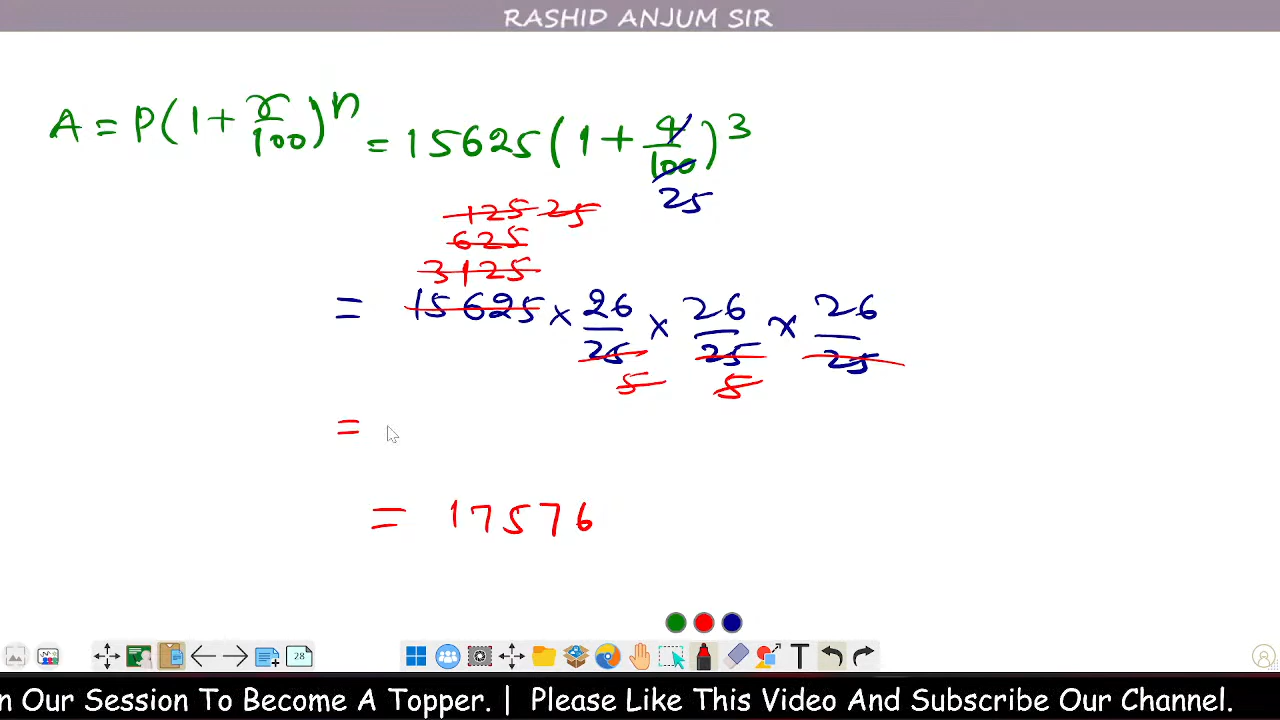 RASHID ANJUM SIR
A = P(1 + r/100)^n = 15625(1 + 4/100)^3
25
125 25
625
3125
= 15625 × 26/25 × 26/25 × 26/25
5 5
=
= 17576
28
n Our Session To Become A Topper. | Please Like This Video And Subscribe Our Channel.